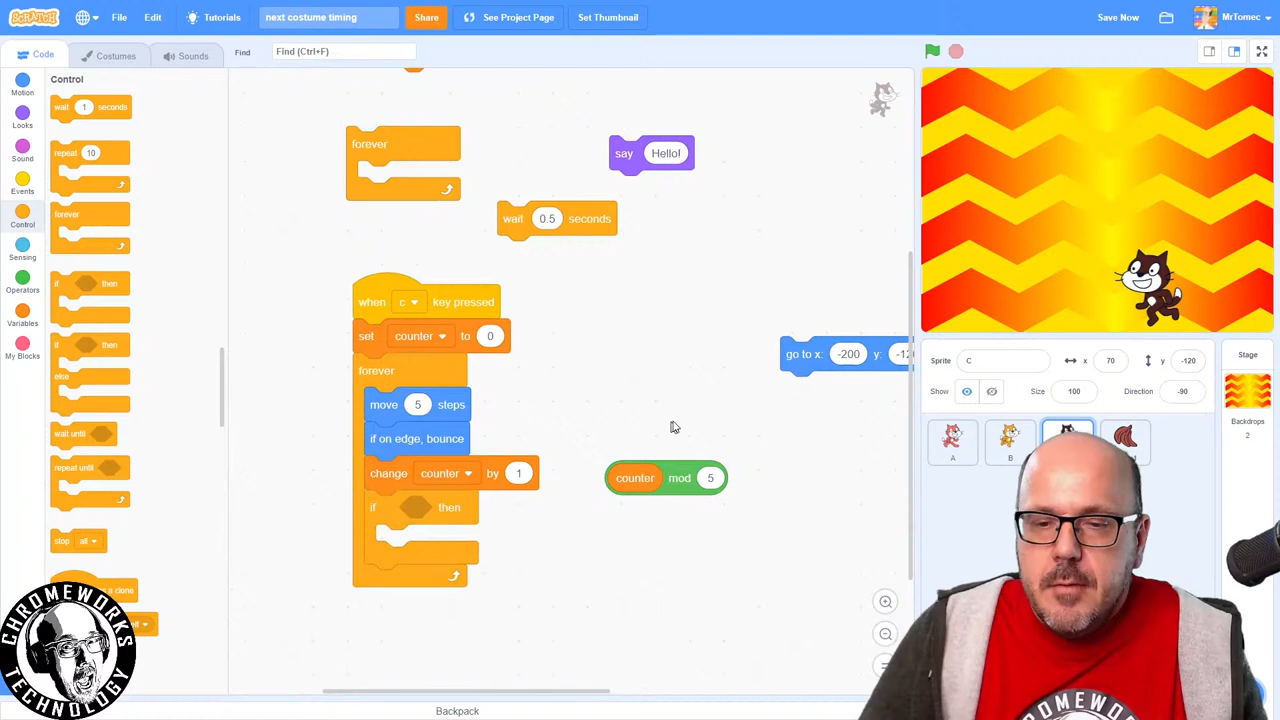 SCRATCH
File
Edit
Tutorials
next costume timing
Share
See Project Page
Set Thumbnail
Save Now
MrTomec
Code
Costumes
Sounds
Find
Find (Ctrl+F)
Motion
Looks
Sound
Events
Control
Sensing
Operators
Variables
My Blocks
Control
wait 1 seconds
repeat 10
forever
if then
if then
else
wait until
repeat until
stop all
a clone
forever
say Hello!
wait 0.5 seconds
when c key pressed
set counter to 0
forever
move 5 steps
if on edge, bounce
change counter by 1
if then
counter mod 5
go to x: -200 y:
Sprite C x 70 y -120
Show Size 100 Direction -90
A
B
Stage
Backdrops
2
Backpack
CHROMEWORKS
TECHNOLOGY